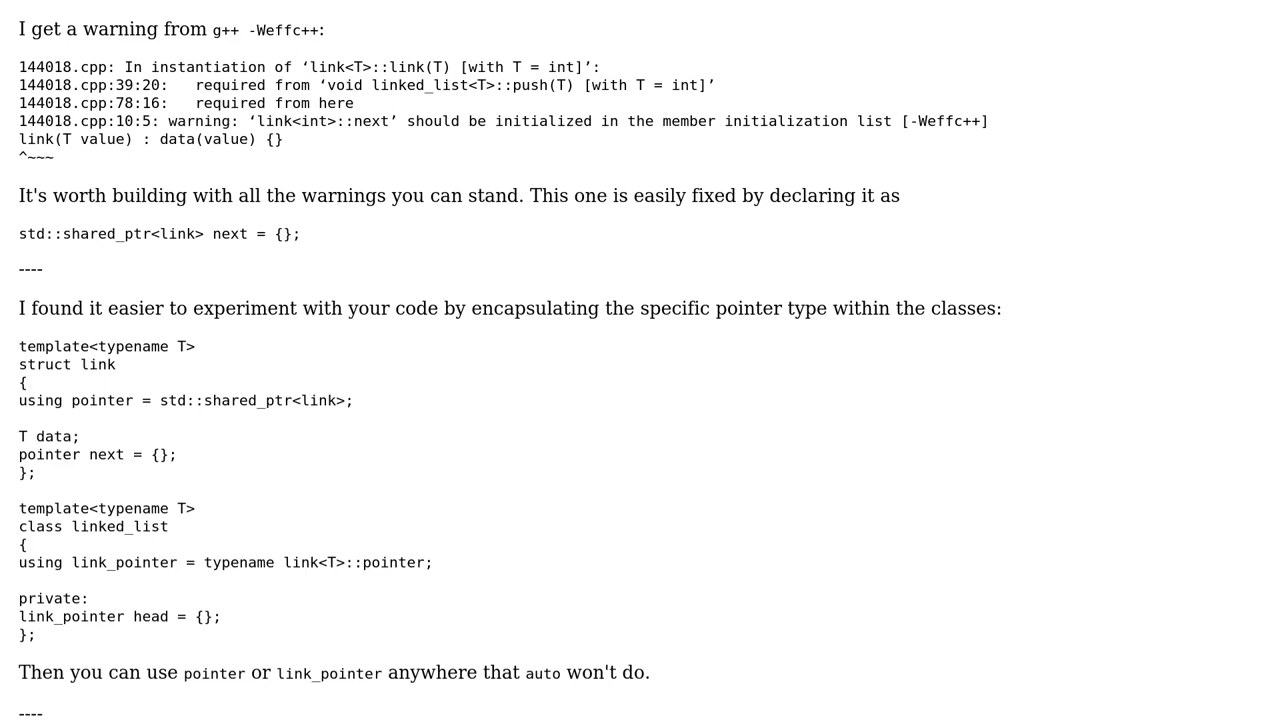 I get a warning from g++ -Weffc++:
144018.cpp: In instantiation of ‘link<T>::link(T) [with T = int]’:
144018.cpp:39:20:   required from ‘void linked_list<T>::push(T) [with T = int]’
144018.cpp:78:16:   required from here
144018.cpp:10:5: warning: ‘link<int>::next’ should be initialized in the member initialization list [-Weffc++]
link(T value) : data(value) {}
^~~~
It's worth building with all the warnings you can stand. This one is easily fixed by declaring it as
std::shared_ptr<link> next = {};
----
I found it easier to experiment with your code by encapsulating the specific pointer type within the classes:
template<typename T>
struct link
{
using pointer = std::shared_ptr<link>;
T data;
pointer next = {};
};
template<typename T>
class linked_list
{
using link_pointer = typename link<T>::pointer;
private:
link_pointer head = {};
};
Then you can use pointer or link_pointer anywhere that auto won't do.
----